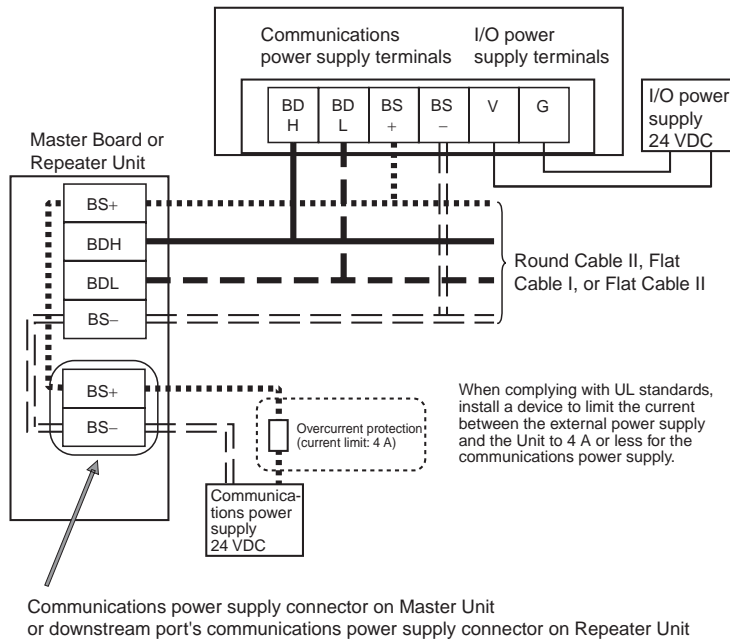 Communications
power supply terminals
I/O power
supply terminals
BD
H
BD
L
BS
+
BS
−
V
G
I/O power
supply
24 VDC
Master Board or
Repeater Unit
BS+
BDH
BDL
BS−
Round Cable II, Flat
Cable I, or Flat Cable II
BS+
BS−
Overcurrent protection
(current limit: 4 A)
When complying with UL standards,
install a device to limit the current
between the external power supply
and the Unit to 4 A or less for the
communications power supply.
Communica-
tions power
supply
24 VDC
Communications power supply connector on Master Unit
or downstream port's communications power supply connector on Repeater Unit